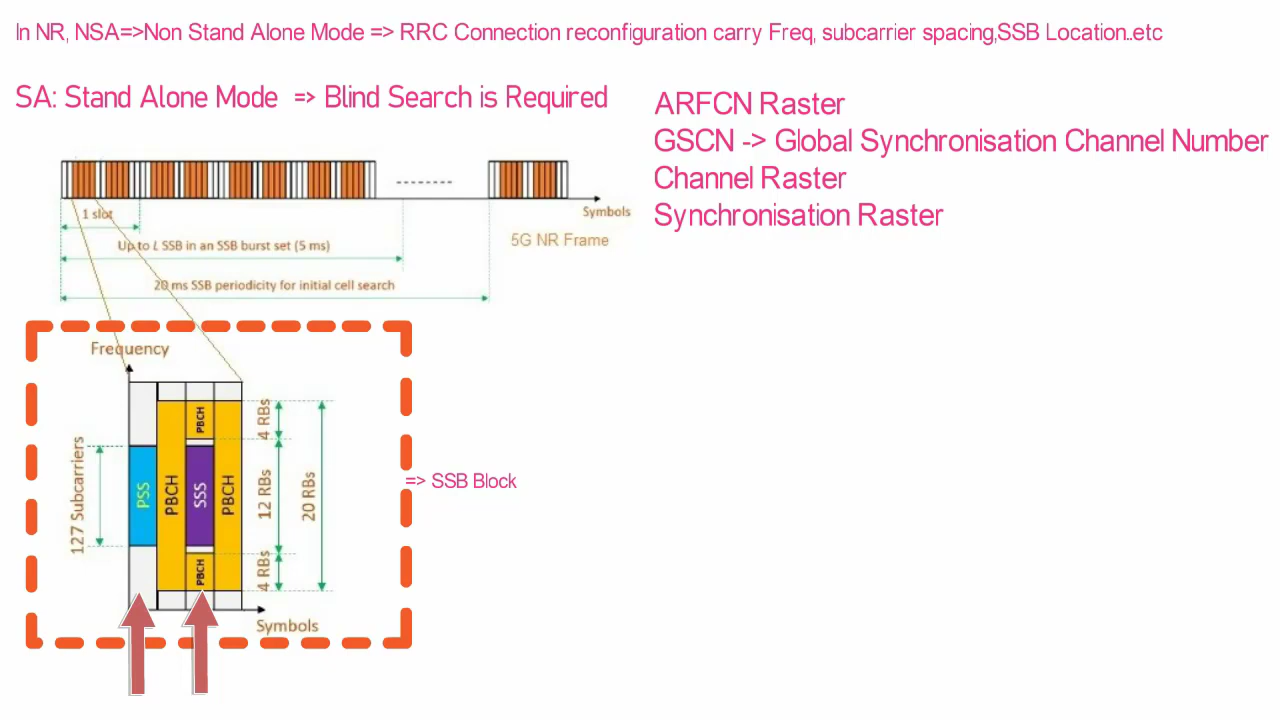 In NR, NSA=>Non Stand Alone Mode => RRC Connection reconfiguration carry Freq, subcarrier spacing,SSB Location..etc
SA: Stand Alone Mode => Blind Search is Required
ARFCN Raster
GSCN -> Global Synchronisation Channel Number
Channel Raster
Synchronisation Raster
1 slot
Symbols
5G NR Frame
Up to L SSB in an SSB burst set (5 ms)
20 ms SSB periodicity for initial cell search
Frequency
127 Subcarriers
PSS
PBCH
PBCH
SSS
PBCH
PBCH
4 RBs
12 RBs
4 RBs
20 RBs
=> SSB Block
Symbols